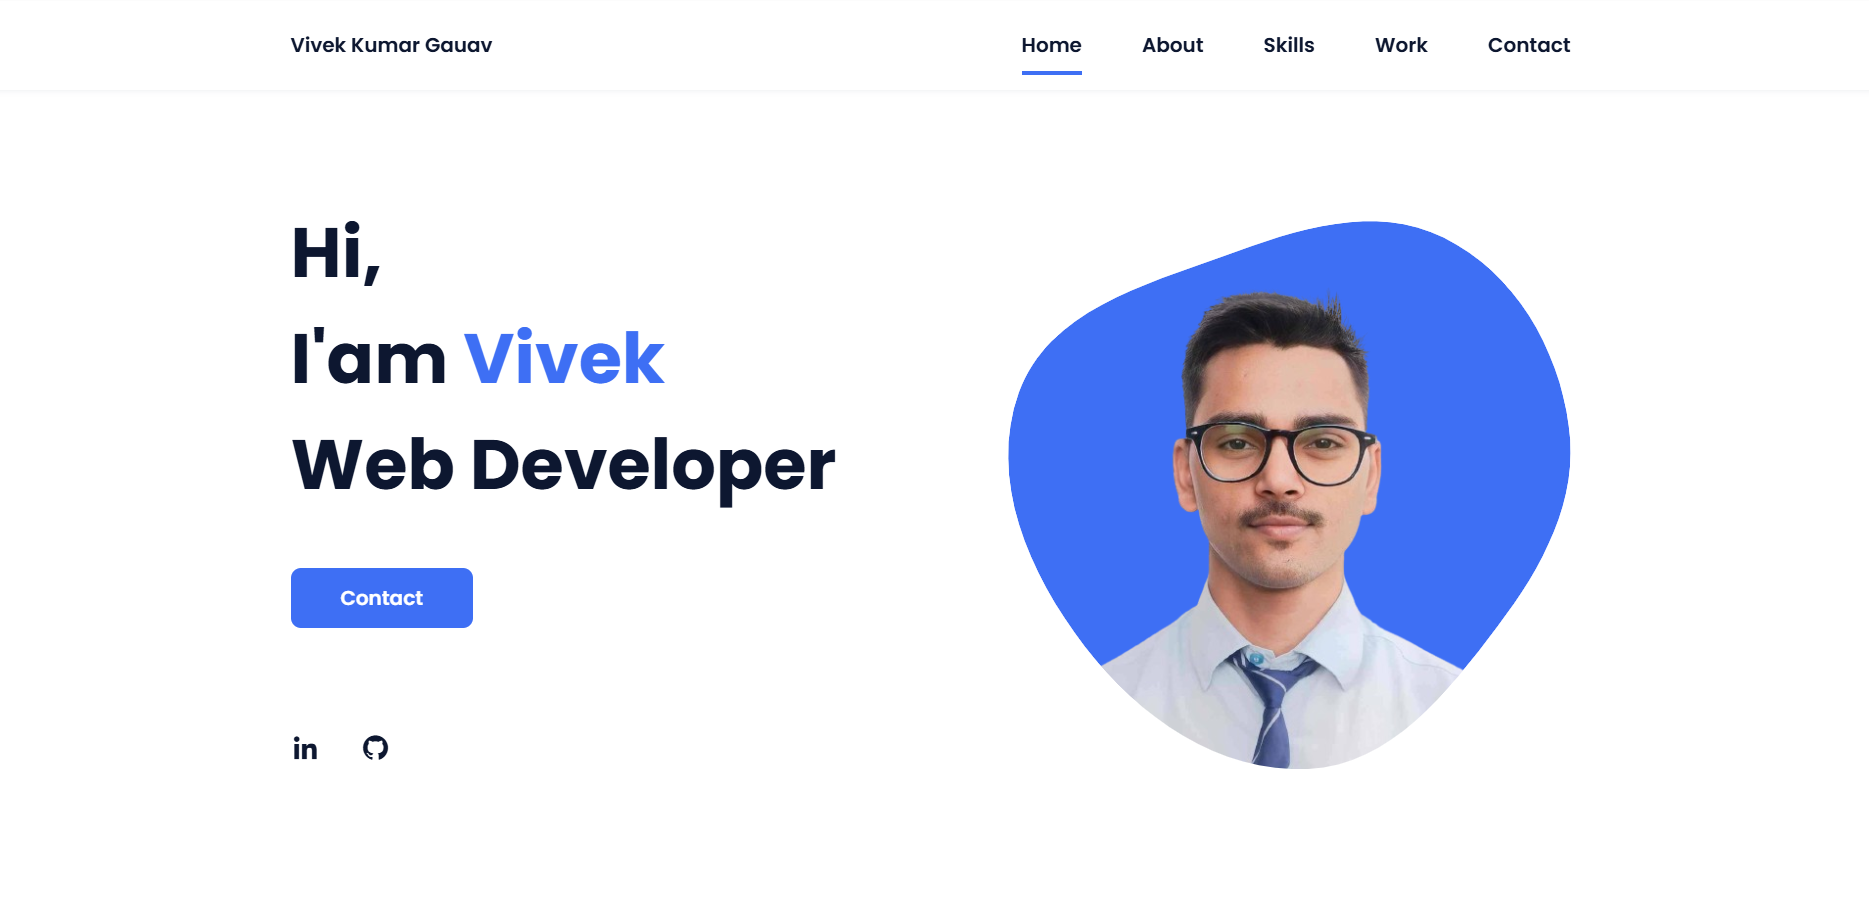 Vivek Kumar Gauav
Home About Skills Work Contact
Hi,
I'am Vivek
Web Developer
Contact
in